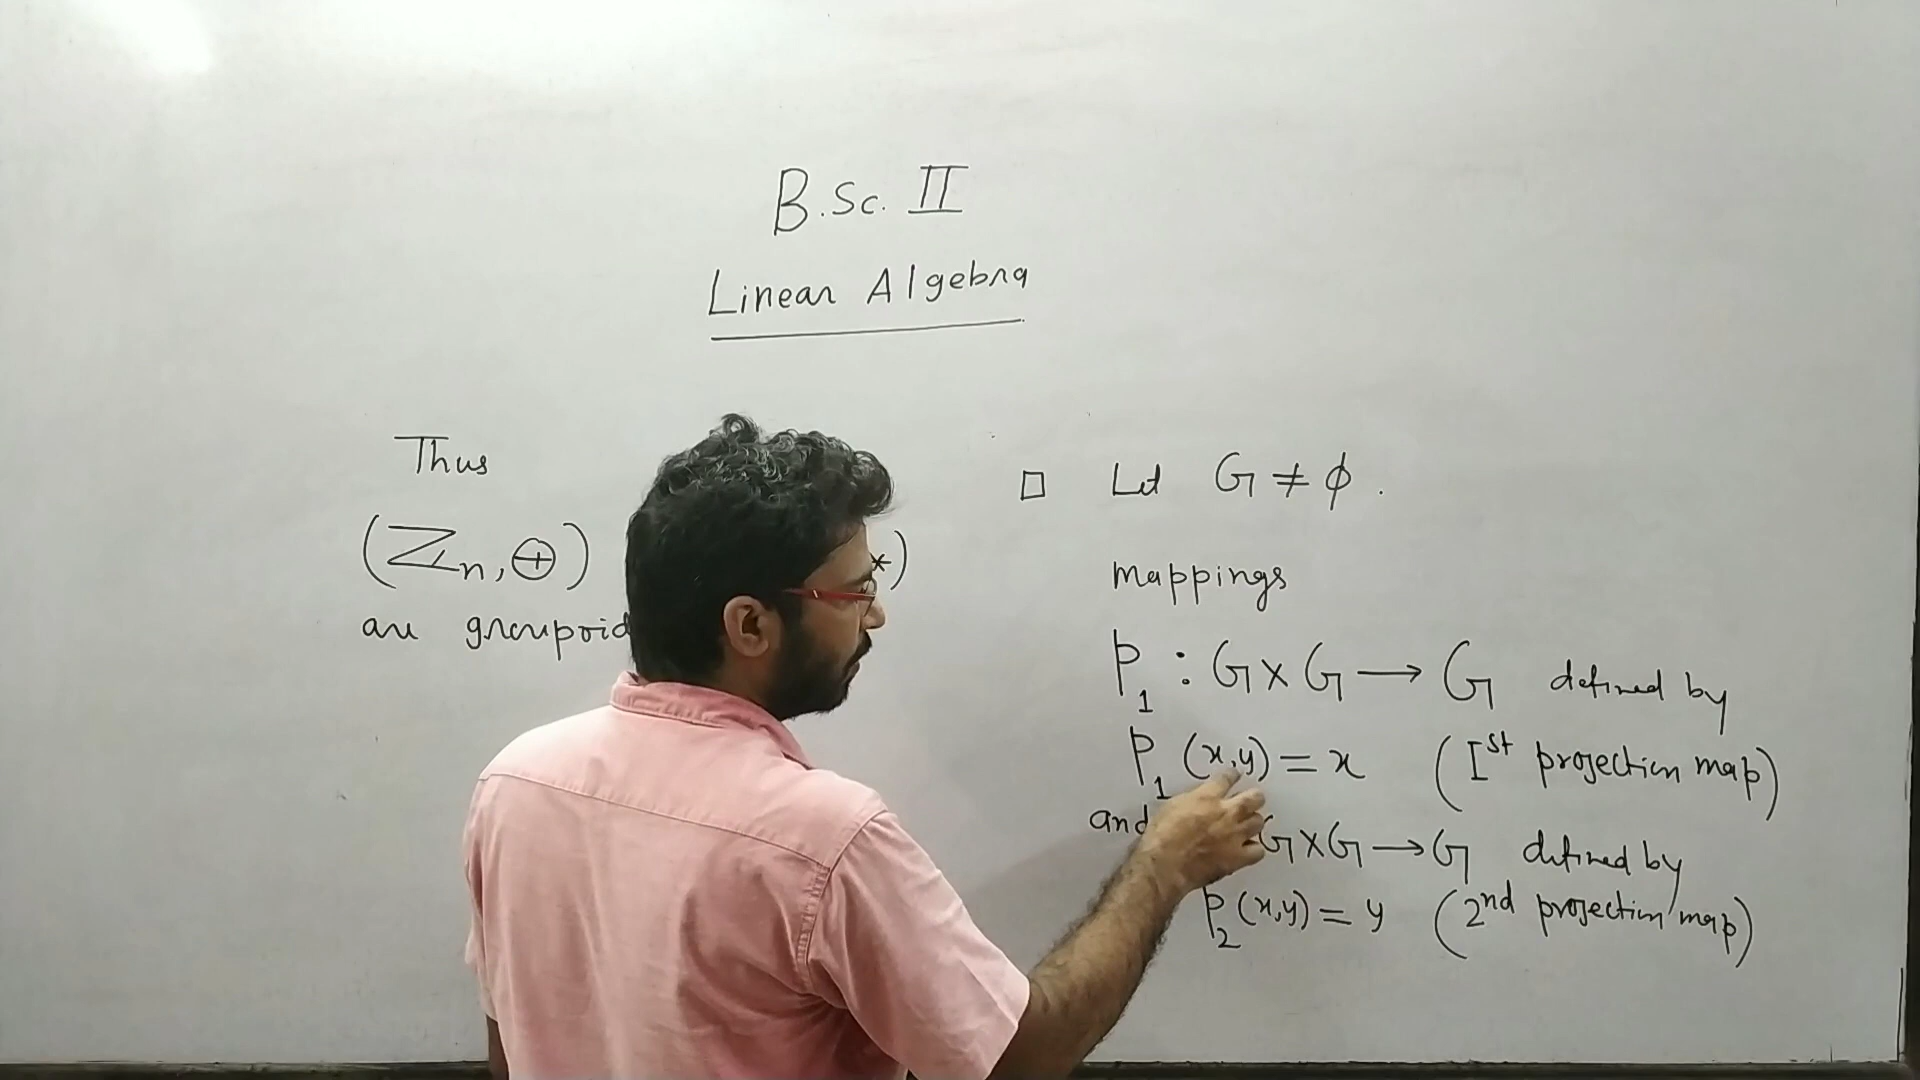 B.Sc. II
Linear Algebra
Thus
(ℤn, ⊕) *)
are groupoid
□ Let G ≠ ϕ.
mappings
P1 : G × G → G defined by
P1 (x,y) = x (Ist projection map)
and G × G → G defined by
P2 (x,y) = y (2nd projection map)